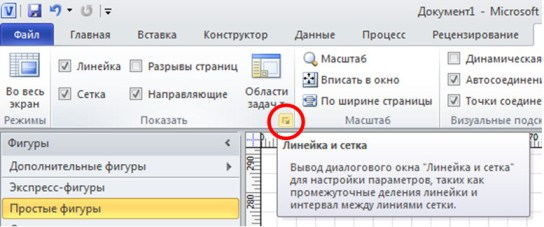 Документ1 - Microsoft
Файл Главная Вставка Конструктор Данные Процесс Рецензирование
Во весь экран
Режимы
Линейка Разрывы страниц
Сетка Направляющие
Области задач
Показать
Масштаб
Вписать в окно
По ширине страницы
Масштаб
Динамическая
Автосоединени
Точки соедине
Визуальные подск
Фигуры
Дополнительные фигуры
Экспресс-фигуры
Простые фигуры
290
280
70
Линейка и сетка
Вывод диалогового окна "Линейка и сетка"
для настройки параметров, таких как
промежуточные деления линейки и
интервал между линиями сетки.